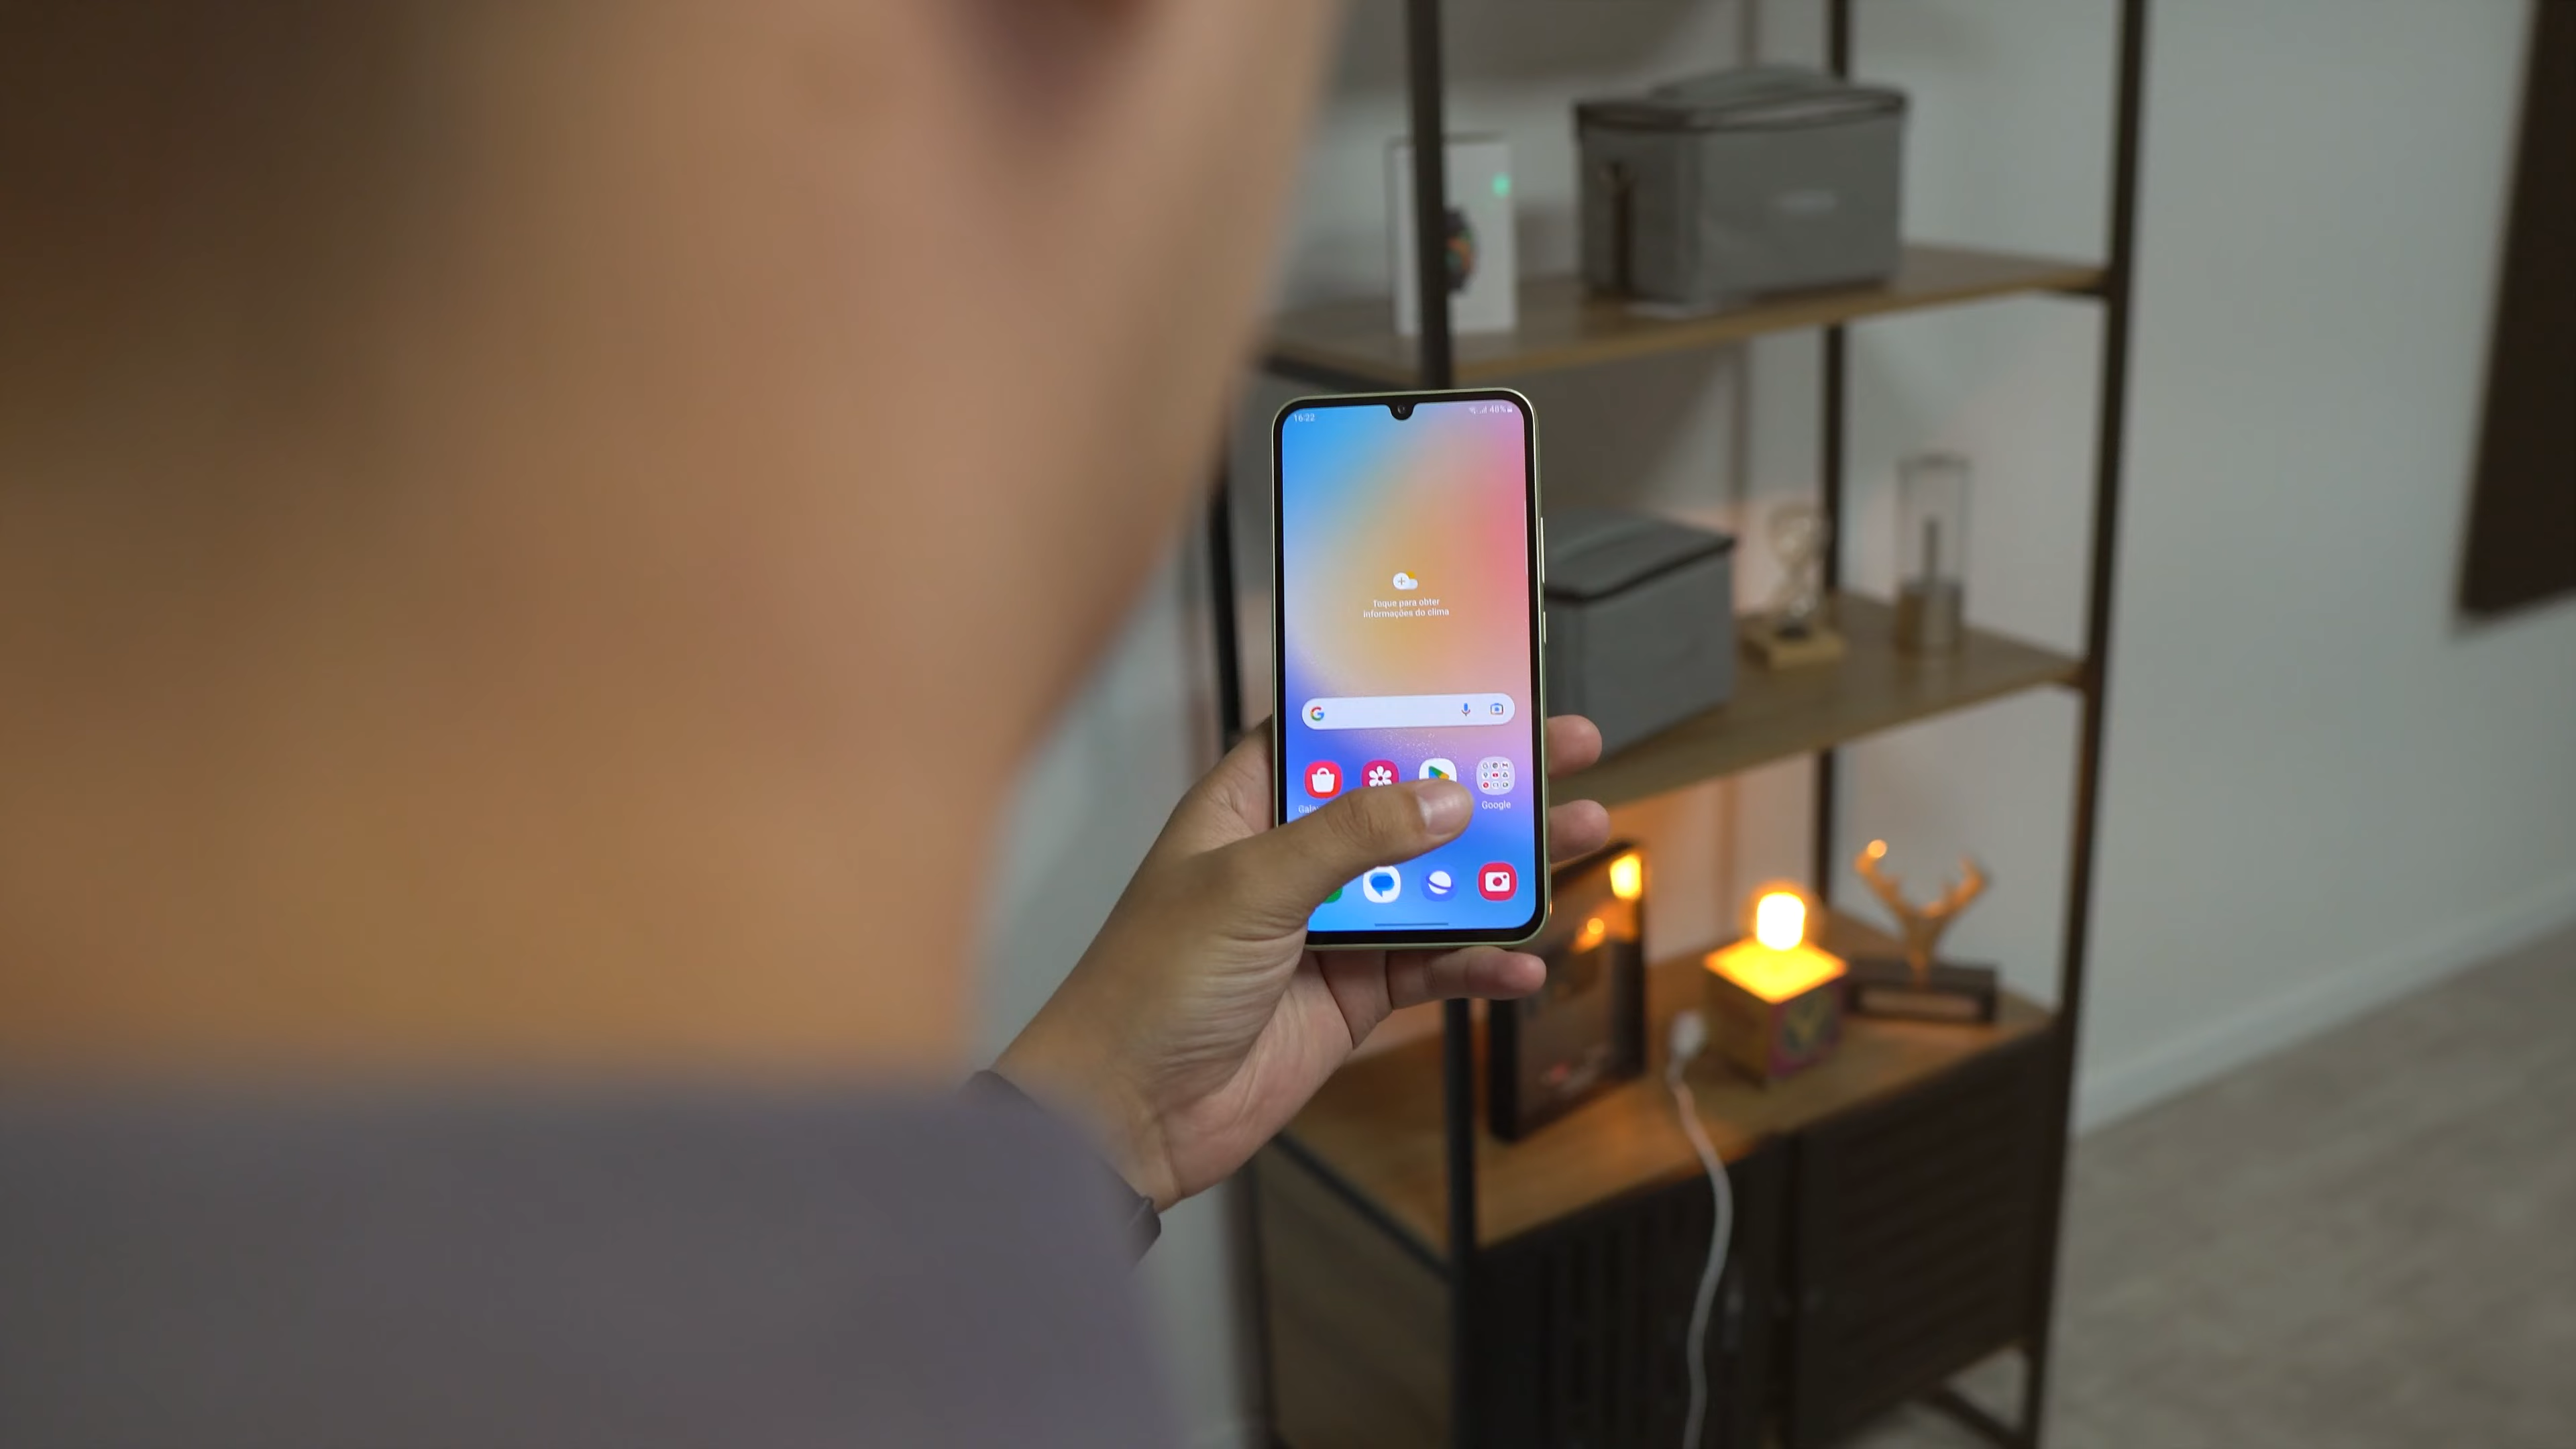 16:22
48%
Toque para obter
informações do clima
G
Google